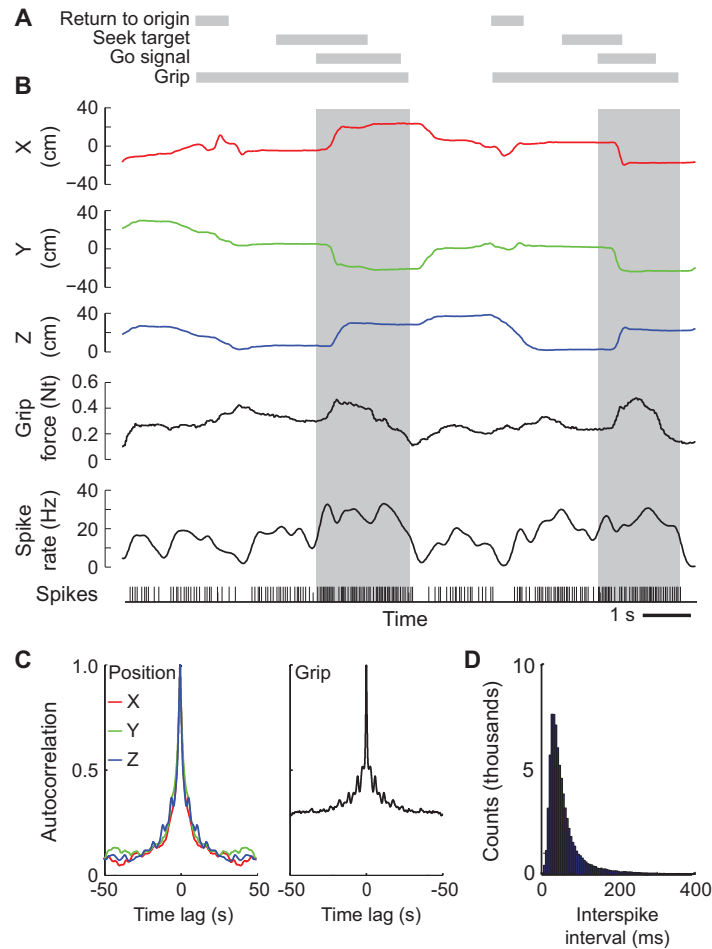 A
Return to origin
Seek target
Go signal
Grip
B
40
0
−40
X
(cm)
40
0
−40
Y
(cm)
40
20
0
Z
(cm)
0.6
0.4
0.2
0
Grip
force (Nt)
40
20
0
Spike
rate (Hz)
Spikes
Time
1 s
C
Position
X
Y
Z
1.0
0.5
0
Autocorrelation
-50 0 50
Time lag (s)
Grip
-50 0 -50
Time lag (s)
D
10
5
0
Counts (thousands)
0 200 400
Interspike
interval (ms)